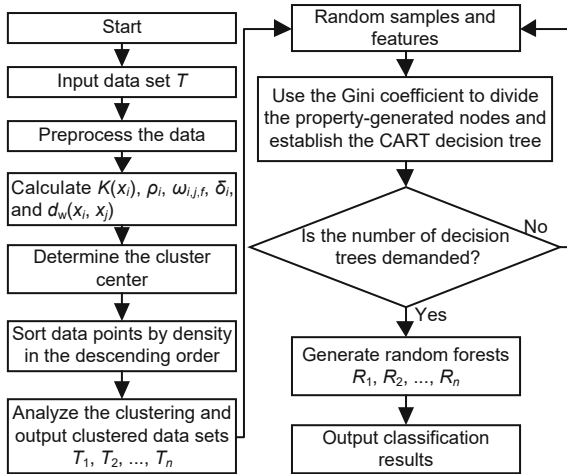 Start
Input data set T
Preprocess the data
Calculate K(xᵢ), ρᵢ, ωᵢ,ⱼ,f, δᵢ,
and d_w(xᵢ, xⱼ)
Determine the cluster
center
Sort data points by density
in the descending order
Analyze the clustering and
output clustered data sets
T₁, T₂, ..., Tₙ
Random samples and
features
Use the Gini coefficient to divide
the property-generated nodes and
establish the CART decision tree
Is the number of decision
trees demanded?
No
Yes
Generate random forests
R₁, R₂, ..., Rₙ
Output classification
results